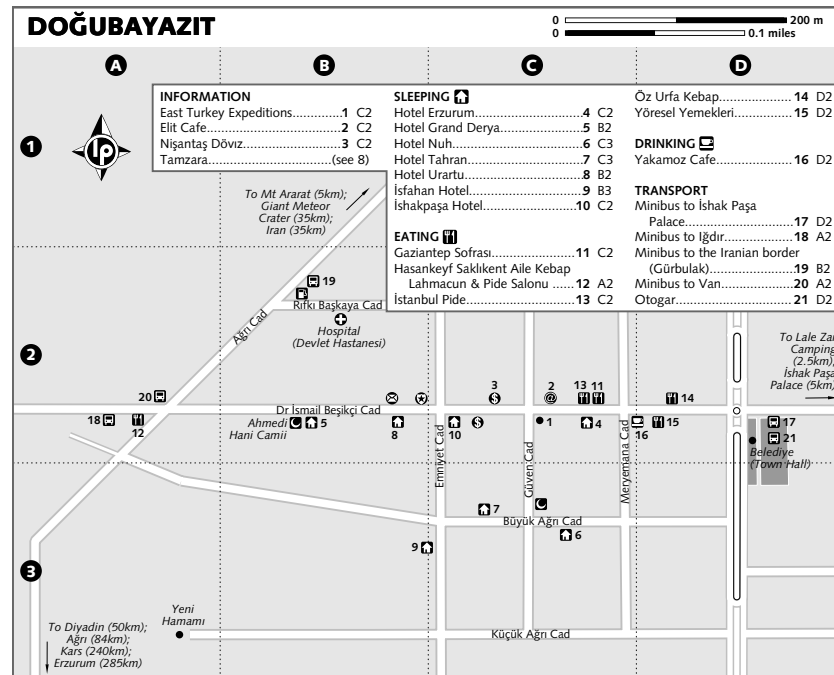 DOĞUBAYAZIT
0 200 m
0 0.1 miles
A B C D
1
2
3
lp
INFORMATION
East Turkey Expeditions..............1 C2
Elit Cafe....................................2 C2
Nişantaş Dövız..........................3 C2
Tamzara..............................(see 8)
SLEEPING
Hotel Erzurum...........................4 C2
Hotel Grand Derya.....................5 B2
Hotel Nuh..................................6 C3
Hotel Tahran..............................7 C3
Hotel Urartu...............................8 B2
İsfahan Hotel..............................9 B3
İshakpaşa Hotel........................10 C2
EATING
Gaziantep Sofrası......................11 C2
Hasankeyf Saklıkent Aile Kebap
Lahmacun & Pide Salonu .....12 A2
İstanbul Pide.............................13 C2
Öz Urfa Kebap..........................14 D2
Yöresel Yemekleri.....................15 D2
DRINKING
Yakamoz Cafe..........................16 D2
TRANSPORT
Minibus to İshak Paşa
Palace.................................17 D2
Minibus to Iğdır........................18 A2
Minibus to the Iranian border
(Gürbulak)............................19 B2
Minibus to Van.........................20 A2
Otogar.....................................21 D2
To Mt Ararat (5km);
Giant Meteor
Crater (35km);
Iran (35km)
19
Rıfkı Başkaya Cad
Hospital
(Devlet Hastanesi)
Ağrı Cad
To Lale Zar
Camping
(2.5km),
İshak Paşa
Palace (5km)
20
3
2
@
13 11
14
Dr İsmail Beşikçi Cad
18
12
Ahmedi
Hani Camii
5
8
10
$
$
1
4
16
15
17
21
Belediye
(Town Hall)
Emniyet Cad
Güven Cad
Meryemana Cad
7
Büyük Ağrı Cad
6
9
Yeni
Hamamı
To Diyadin (50km);
Ağrı (84km);
Kars (240km);
Erzurum (285km)
Küçük Ağrı Cad